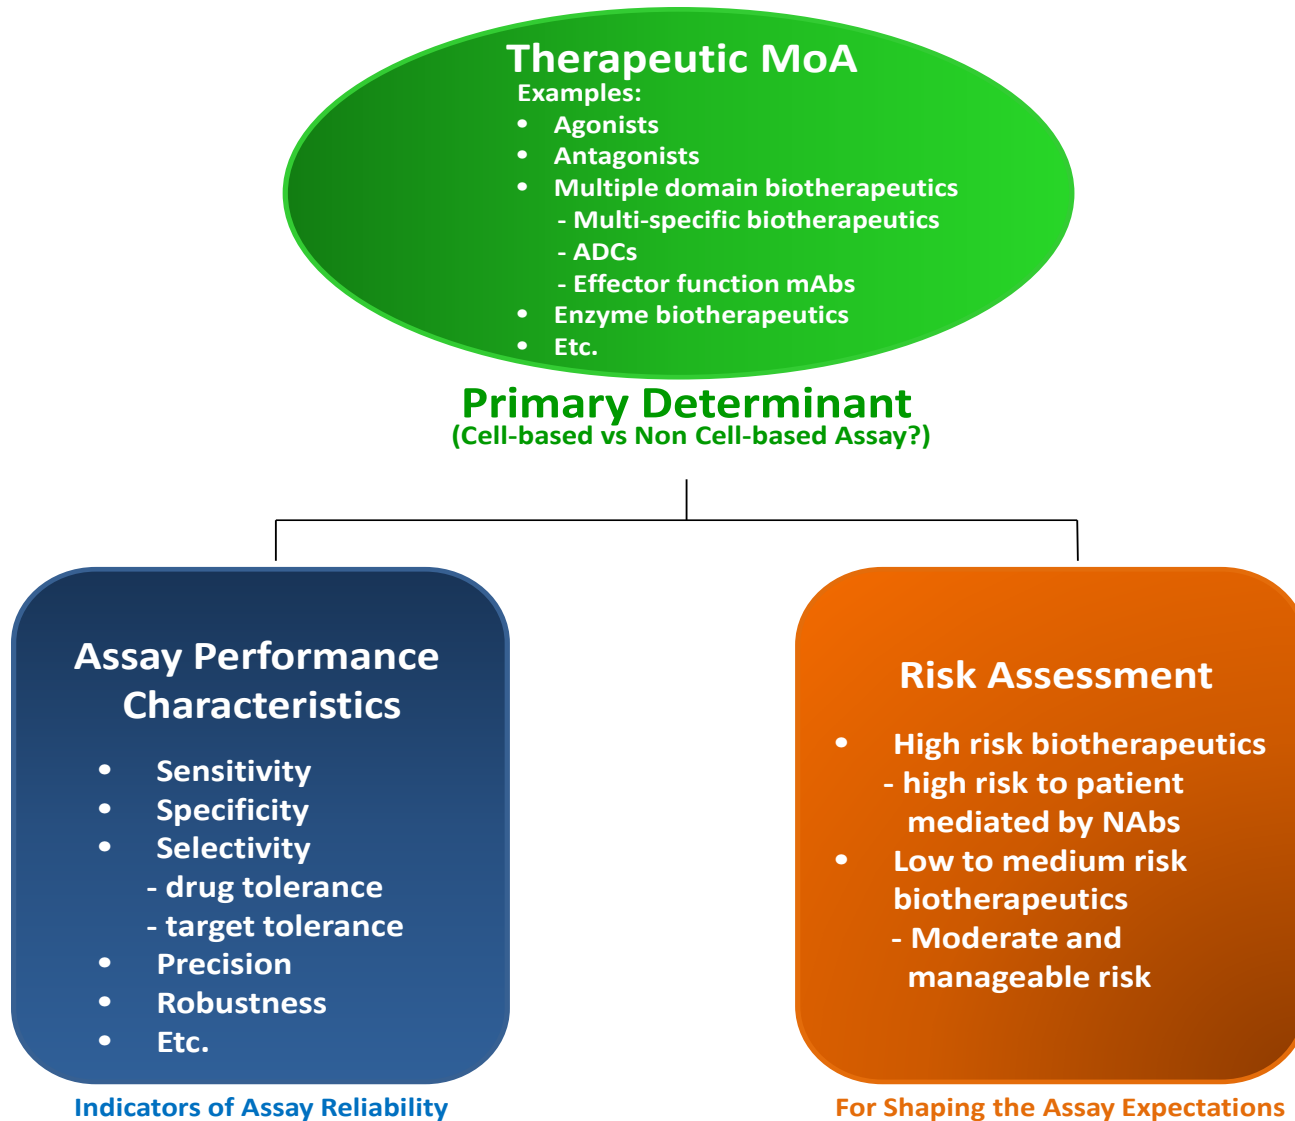 Therapeutic MoA
Examples:
• Agonists
• Antagonists
• Multiple domain biotherapeutics
- Multi-specific biotherapeutics
- ADCs
- Effector function mAbs
• Enzyme biotherapeutics
• Etc.
Primary Determinant
(Cell-based vs Non Cell-based Assay?)
Assay Performance
Characteristics
• Sensitivity
• Specificity
• Selectivity
- drug tolerance
- target tolerance
• Precision
• Robustness
• Etc.
Indicators of Assay Reliability
Risk Assessment
• High risk biotherapeutics
- high risk to patient
mediated by NAbs
• Low to medium risk
biotherapeutics
- Moderate and
manageable risk
For Shaping the Assay Expectations